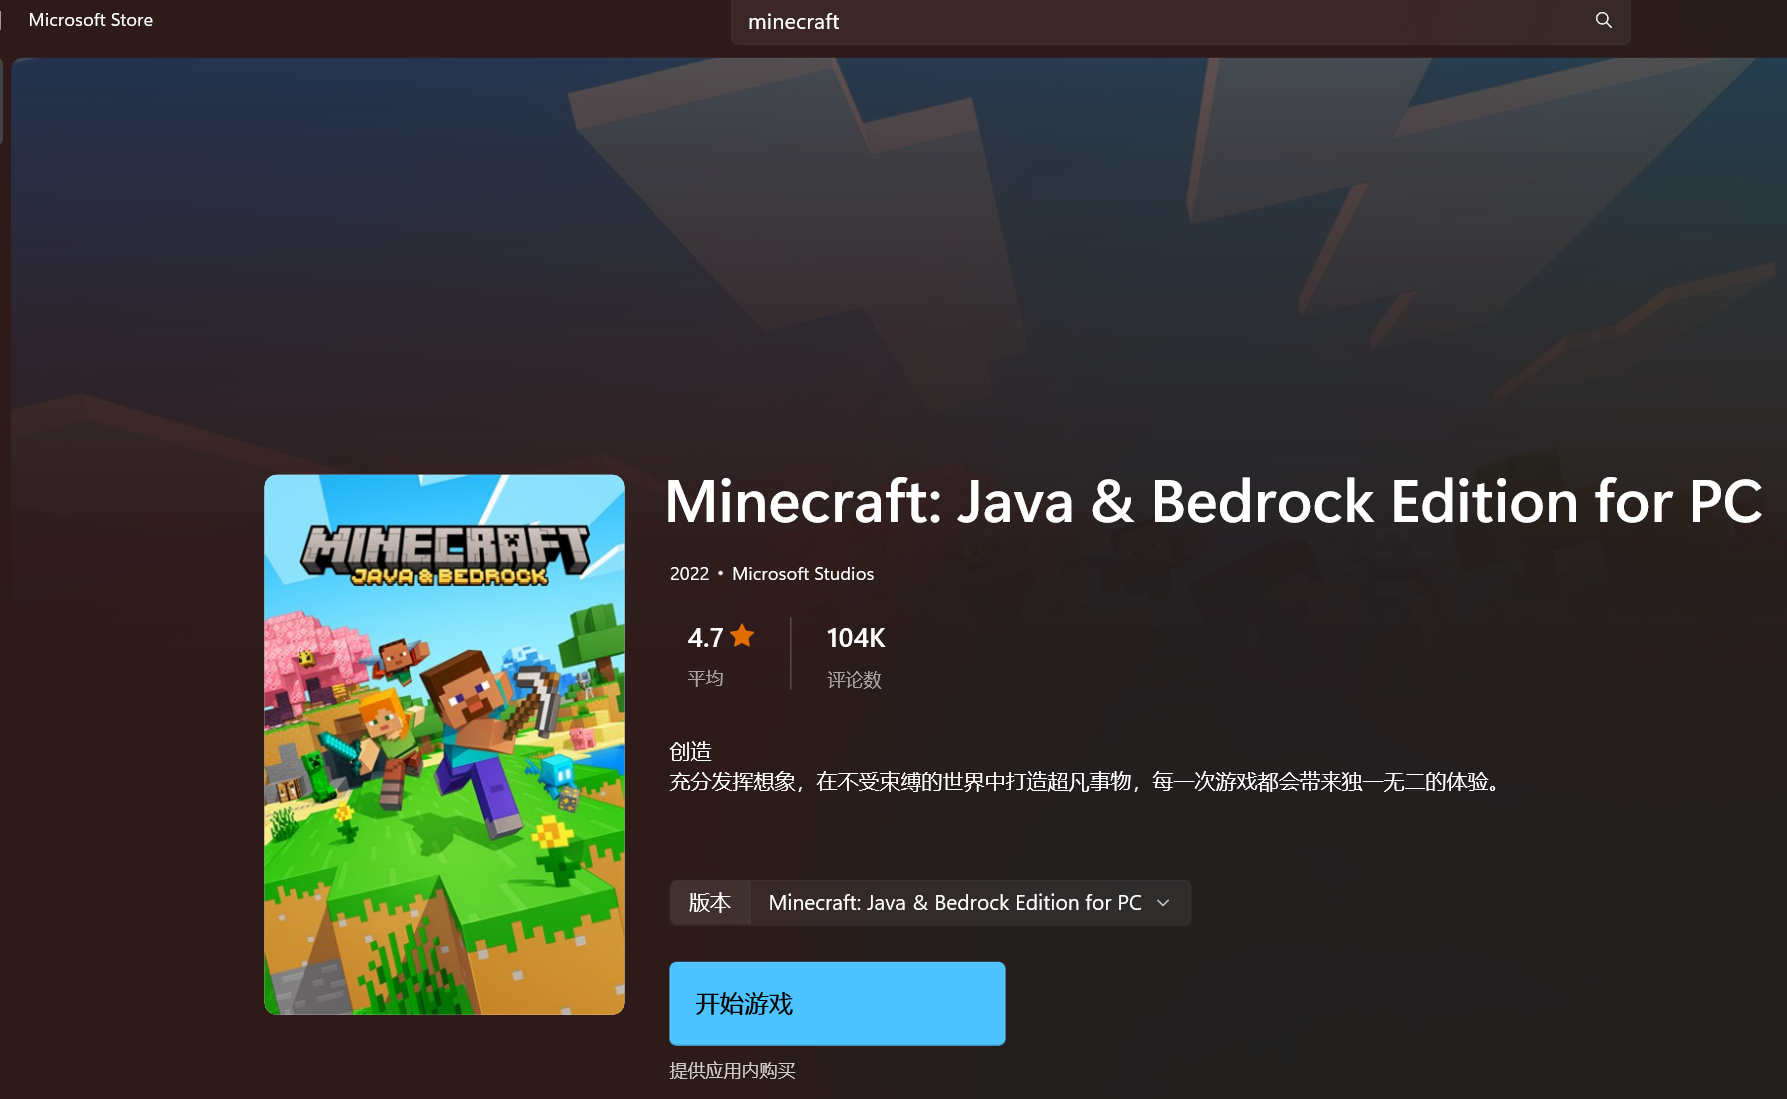 Microsoft Store
minecraft
MINECRAFT
JAVA & BEDROCK
Minecraft: Java & Bedrock Edition for PC
2022 • Microsoft Studios
4.7 104K
平均 评论数
创造
充分发挥想象，在不受束缚的世界中打造超凡事物，每一次游戏都会带来独一无二的体验。
版本 Minecraft: Java & Bedrock Edition for PC
开始游戏
提供应用内购买